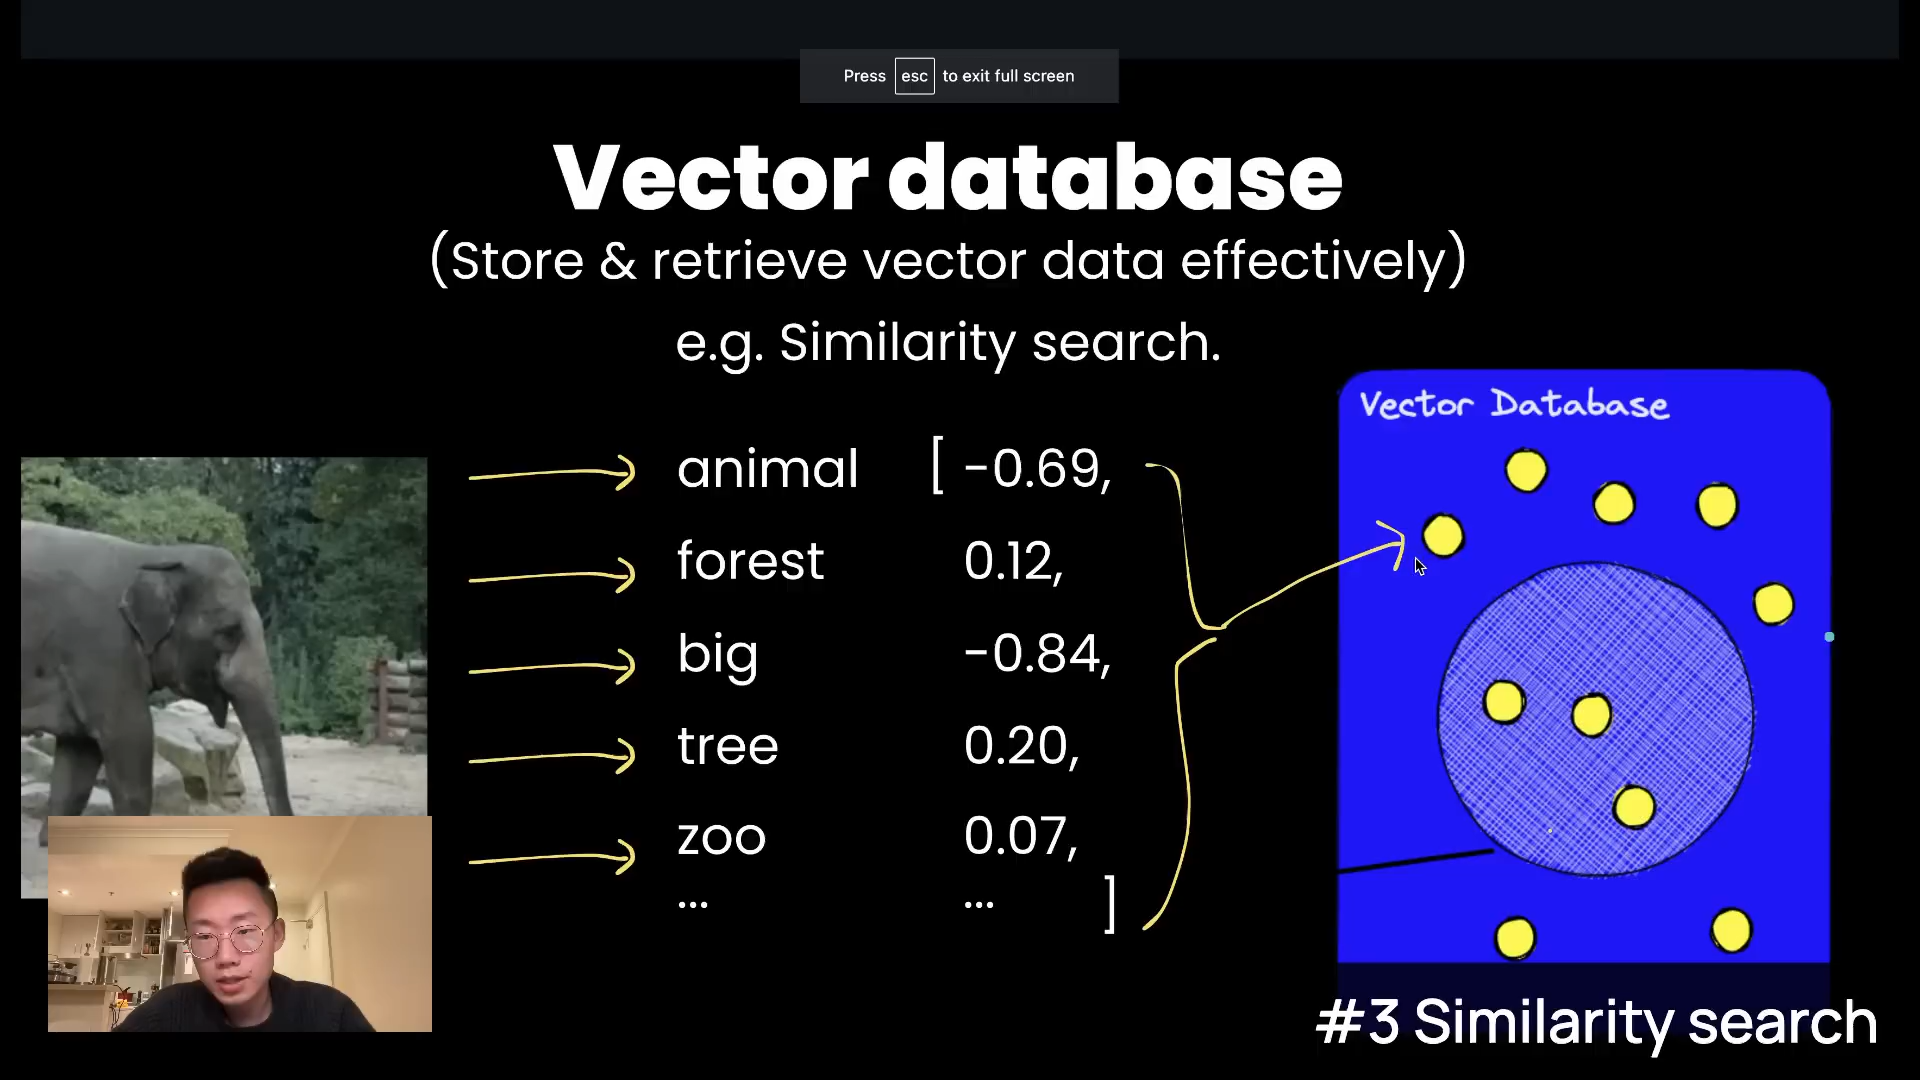 Press esc to exit full screen
Vector database
(Store & retrieve vector data effectively)
e.g. Similarity search.
Vector Database
animal [ -0.69,
forest 0.12,
big -0.84,
tree 0.20,
zoo 0.07,
... ... ]
#3 Similarity search